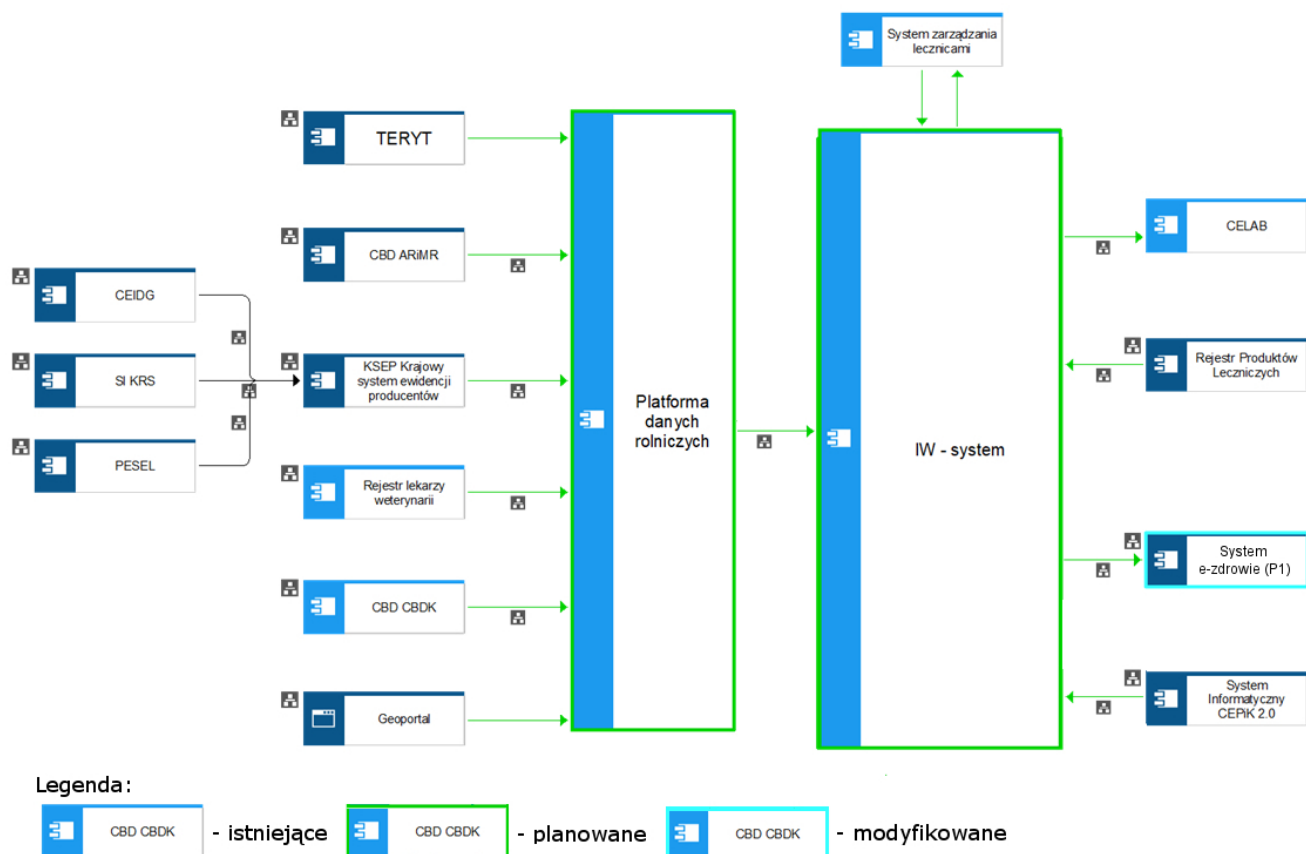 System zarządzania
lecznicami
TERYT
CBD ARiMR
CELAB
CEIDG
SI KRS
PESEL
KSEP Krajowy
system ewidencji
producentów
Rejestr Produktów
Leczniczych
Platforma
danych
rolniczych
IW - system
Rejestr lekarzy
weterynarii
System
e-zdrowie (P1)
CBD CBDK
Geoportal
System
Informatyczny
CEPiK 2.0
Legenda:
CBD CBDK - istniejące
CBD CBDK - planowane
CBD CBDK - modyfikowane